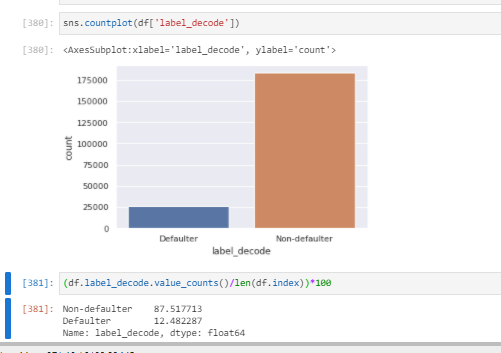 [380]: sns.countplot(df['label_decode'])
[380]: <AxesSubplot:xlabel='label_decode', ylabel='count'>
175000
150000
125000
100000
75000
50000
25000
0
count
Defaulter Non-defaulter
label_decode
[381]: (df.label_decode.value_counts()/len(df.index))*100
[381]: Non-defaulter 87.517713
Defaulter 12.482287
Name: label_decode, dtype: float64